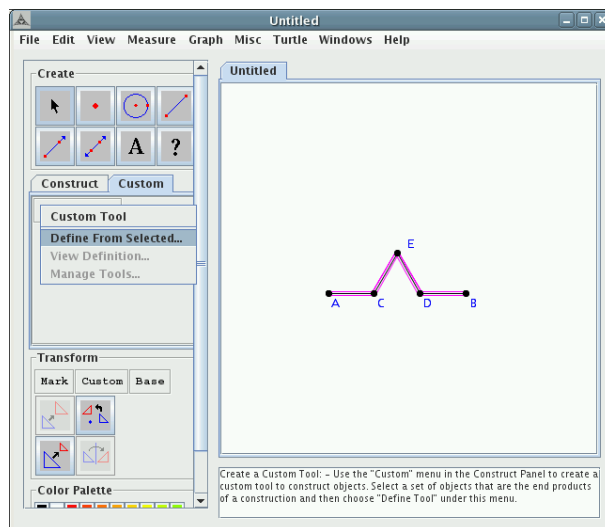 Untitled
File Edit View Measure Graph Misc Turtle Windows Help
Create
A ?
Construct Custom
Custom Tool
Define From Selected...
View Definition...
Manage Tools...
Transform
Mark Custom Base
Color Palette
Untitled
E
A C D B
Create a Custom Tool: - Use the "Custom" menu in the Construct Panel to create a
custom tool to construct objects. Select a set of objects that are the end products
of a construction and then choose "Define Tool" under this menu.